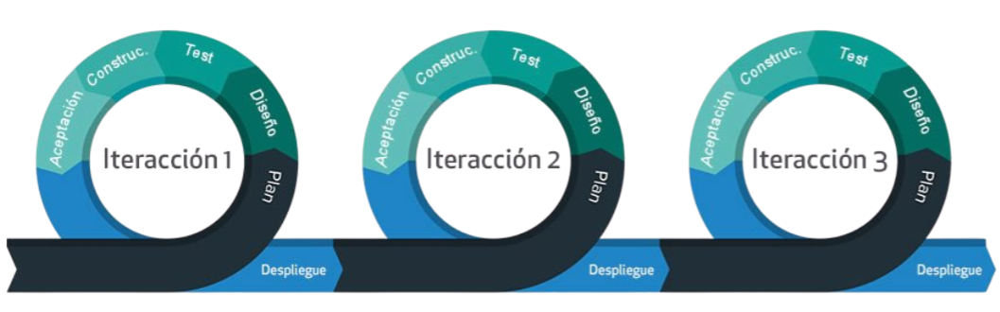 Aceptación
Construc.
Test
Diseño
Plan
Iteracción 1
Despliegue
Aceptación
Construc.
Test
Diseño
Plan
Iteracción 2
Despliegue
Aceptación
Construc.
Test
Diseño
Plan
Iteracción 3
Despliegue